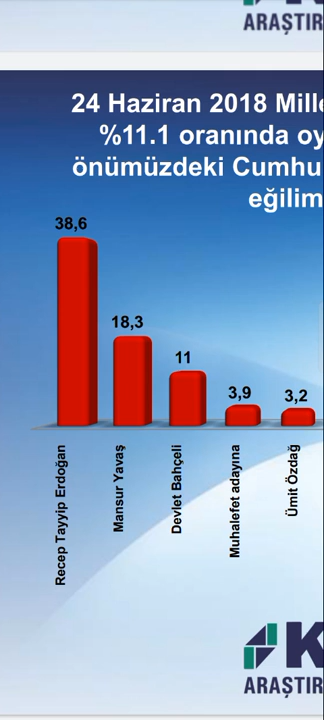 ARAŞTIR
24 Haziran 2018 Mille
%11.1 oranında oy
önümüzdeki Cumhu
eğilim
38,6
18,3
11
3,9
3,2
Recep Tayyip Erdoğan
Mansur Yavaş
Devlet Bahçeli
Muhalefet adayına
Ümit Özdağ
K
ARAŞTIR